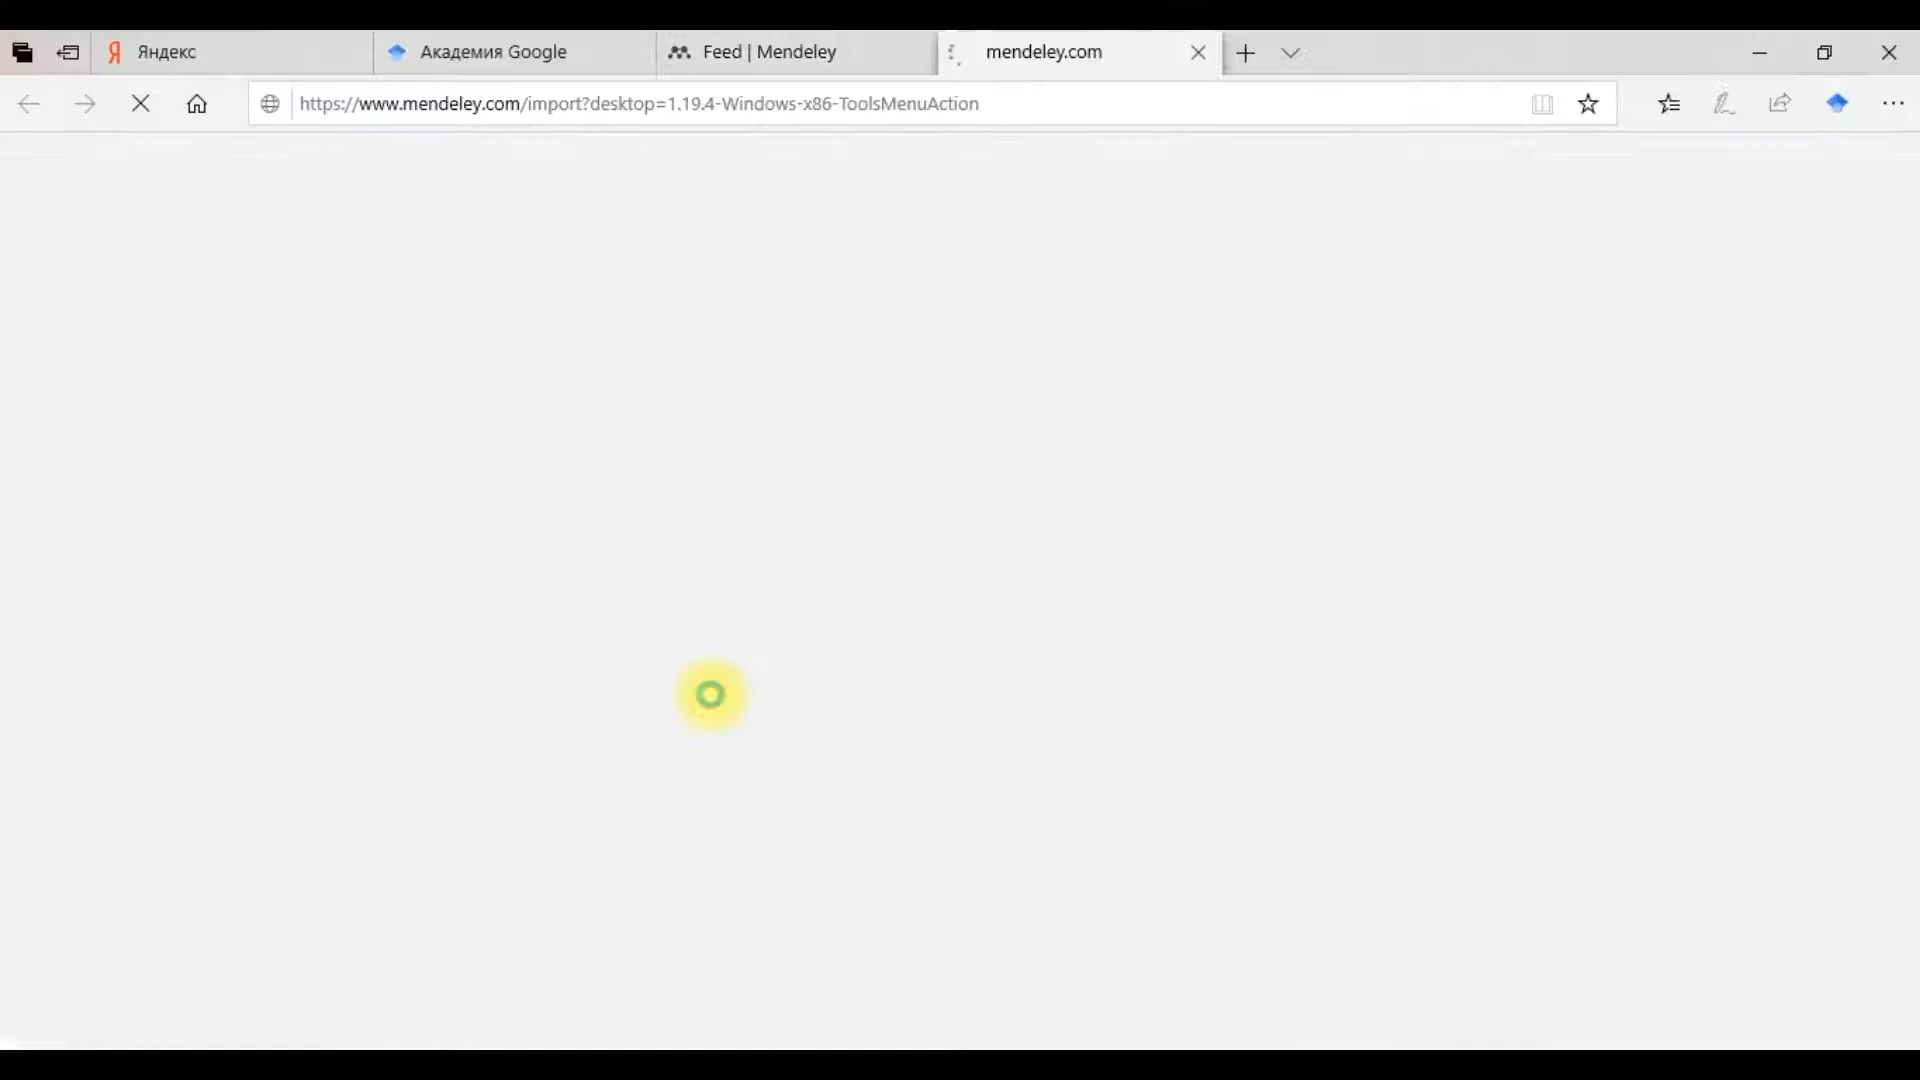 Яндекс
Академия Google
Feed | Mendeley
mendeley.com
https://www.mendeley.com/import?desktop=1.19.4-Windows-x86-ToolsMenuAction